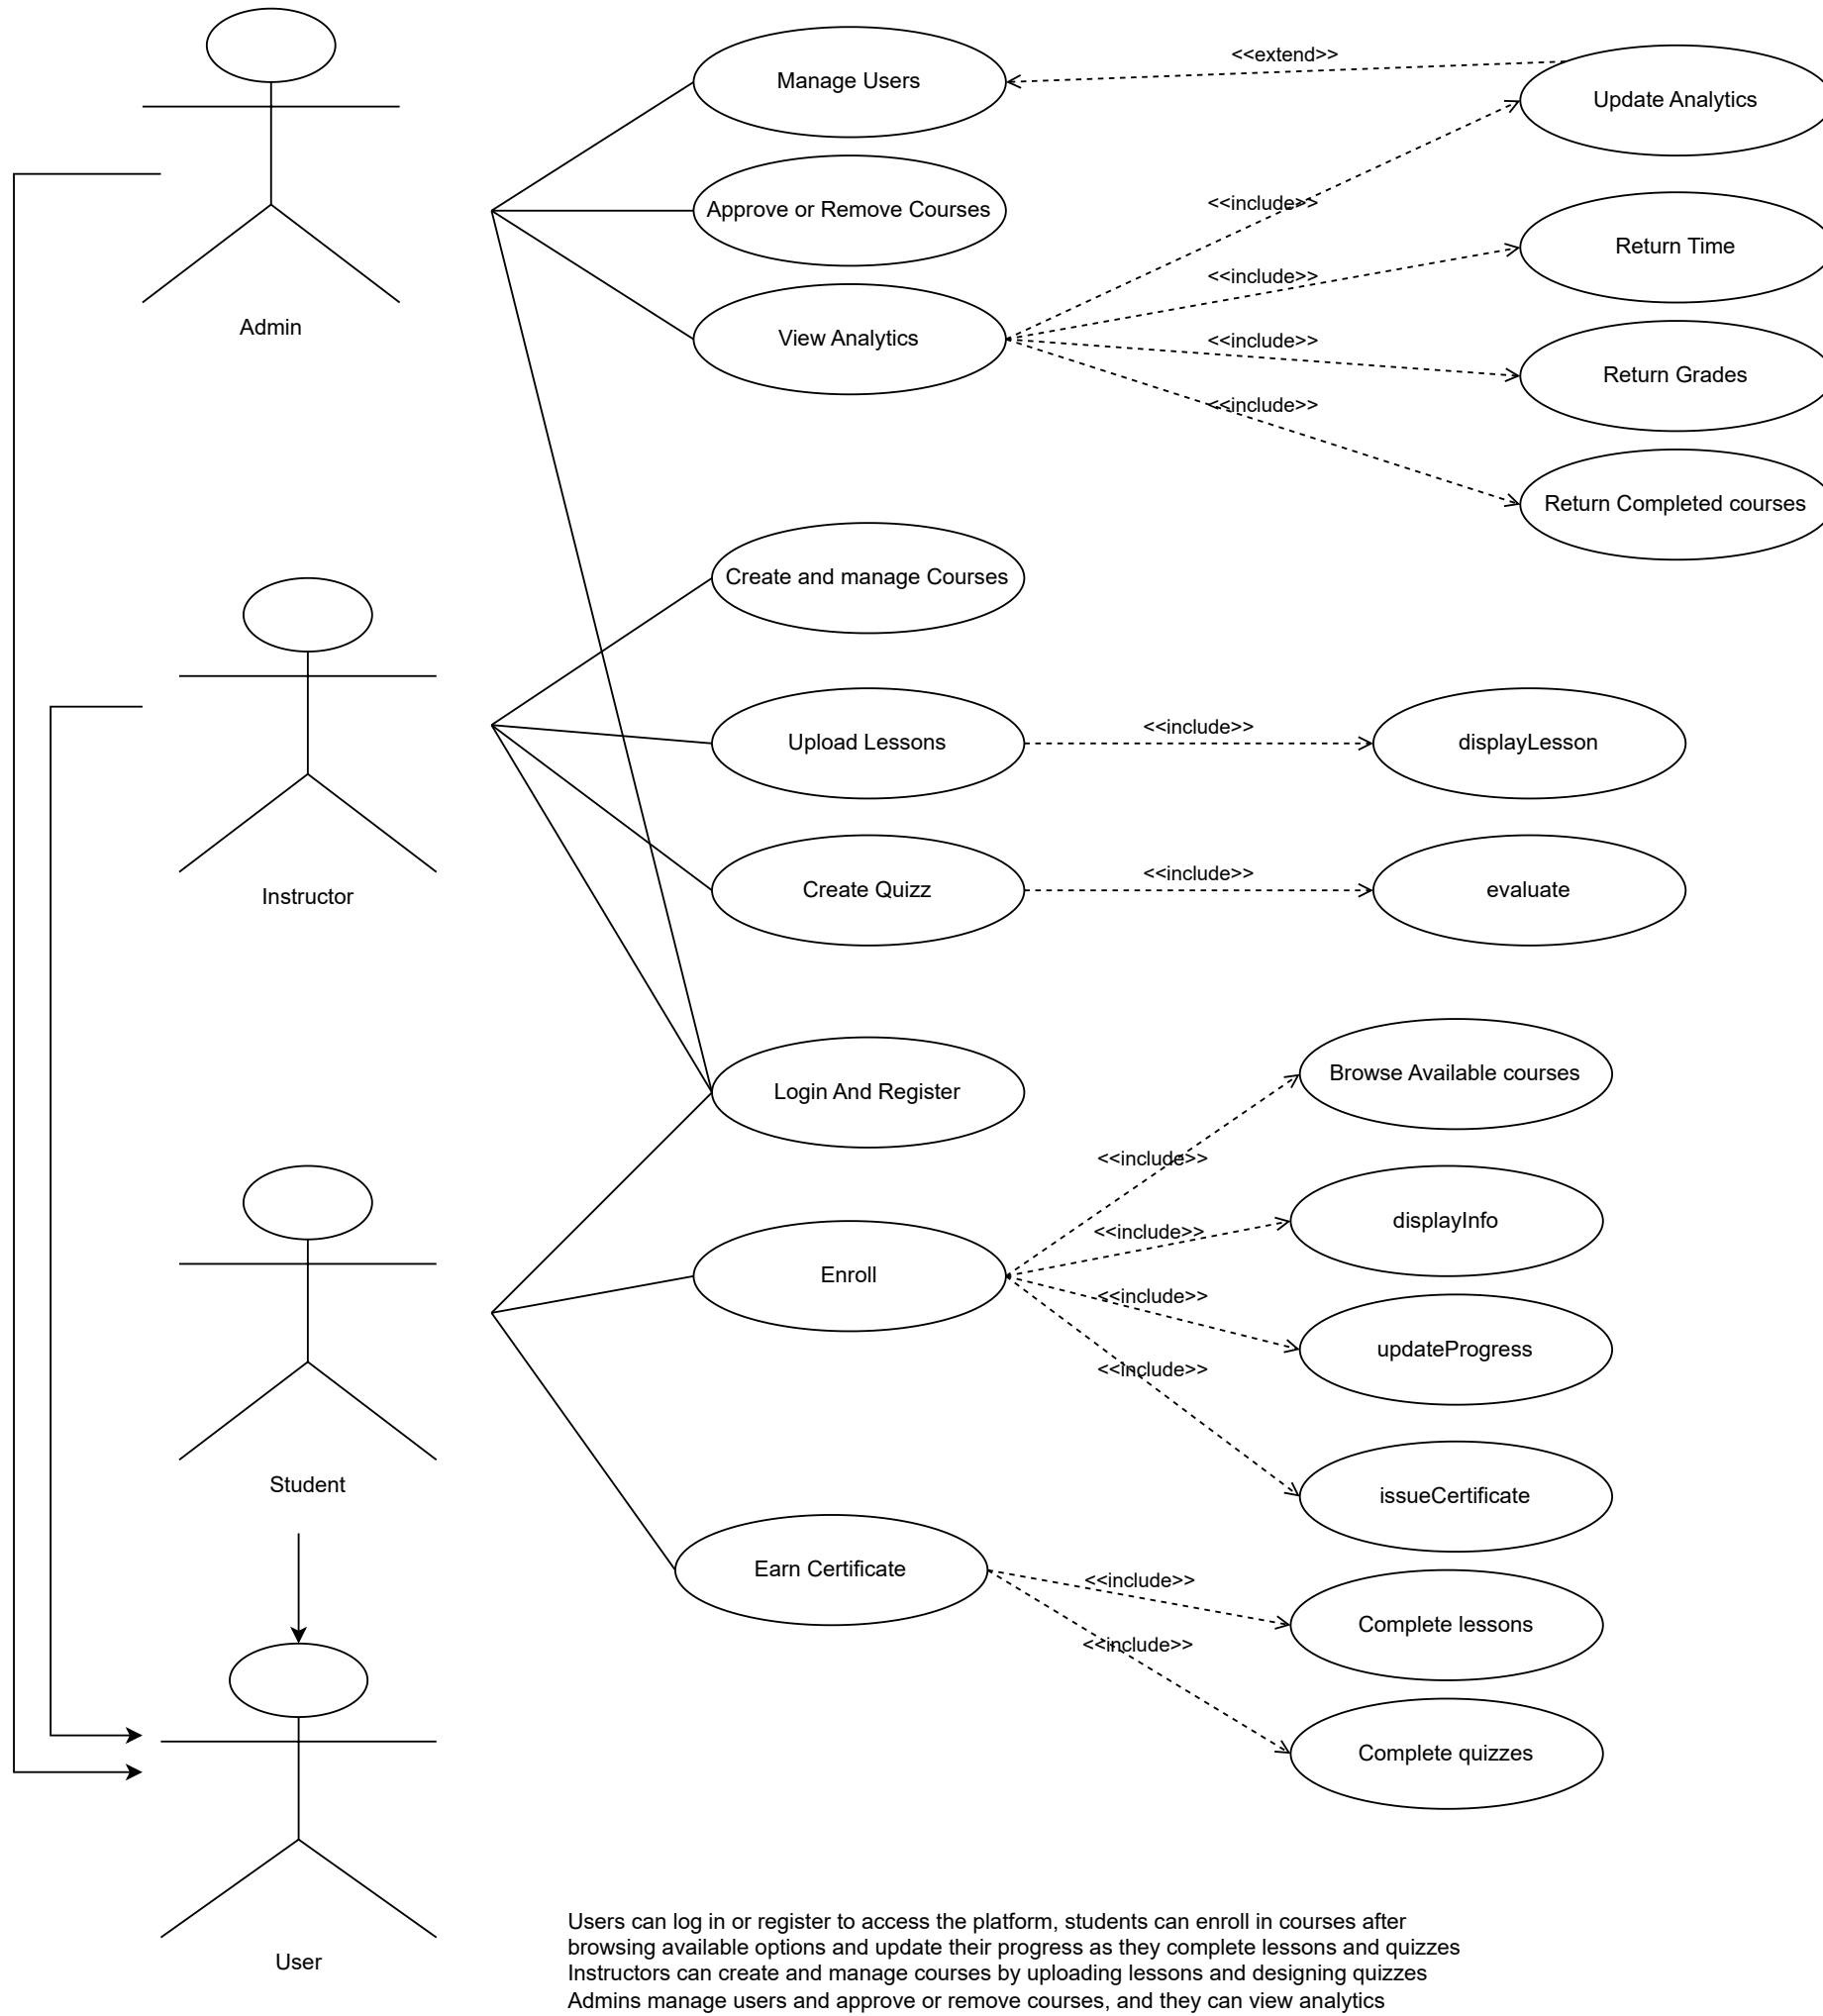 <<extend>>
Manage Users
Update Analytics
<<include>>
Approve or Remove Courses
Return Time
<<include>>
Admin
View Analytics
<<include>>
Return Grades
<<include>>
Return Completed courses
Create and manage Courses
Upload Lessons
<<include>>
displayLesson
Instructor
Create Quizz
<<include>>
evaluate
Login And Register
Browse Available courses
<<include>>
<<include>>
displayInfo
Enroll
<<include>>
updateProgress
<<include>>
Student
issueCertificate
Earn Certificate
<<include>>
Complete lessons
<<include>>
Complete quizzes
User
Users can log in or register to access the platform, students can enroll in courses after
browsing available options and update their progress as they complete lessons and quizzes
Instructors can create and manage courses by uploading lessons and designing quizzes
Admins manage users and approve or remove courses, and they can view analytics